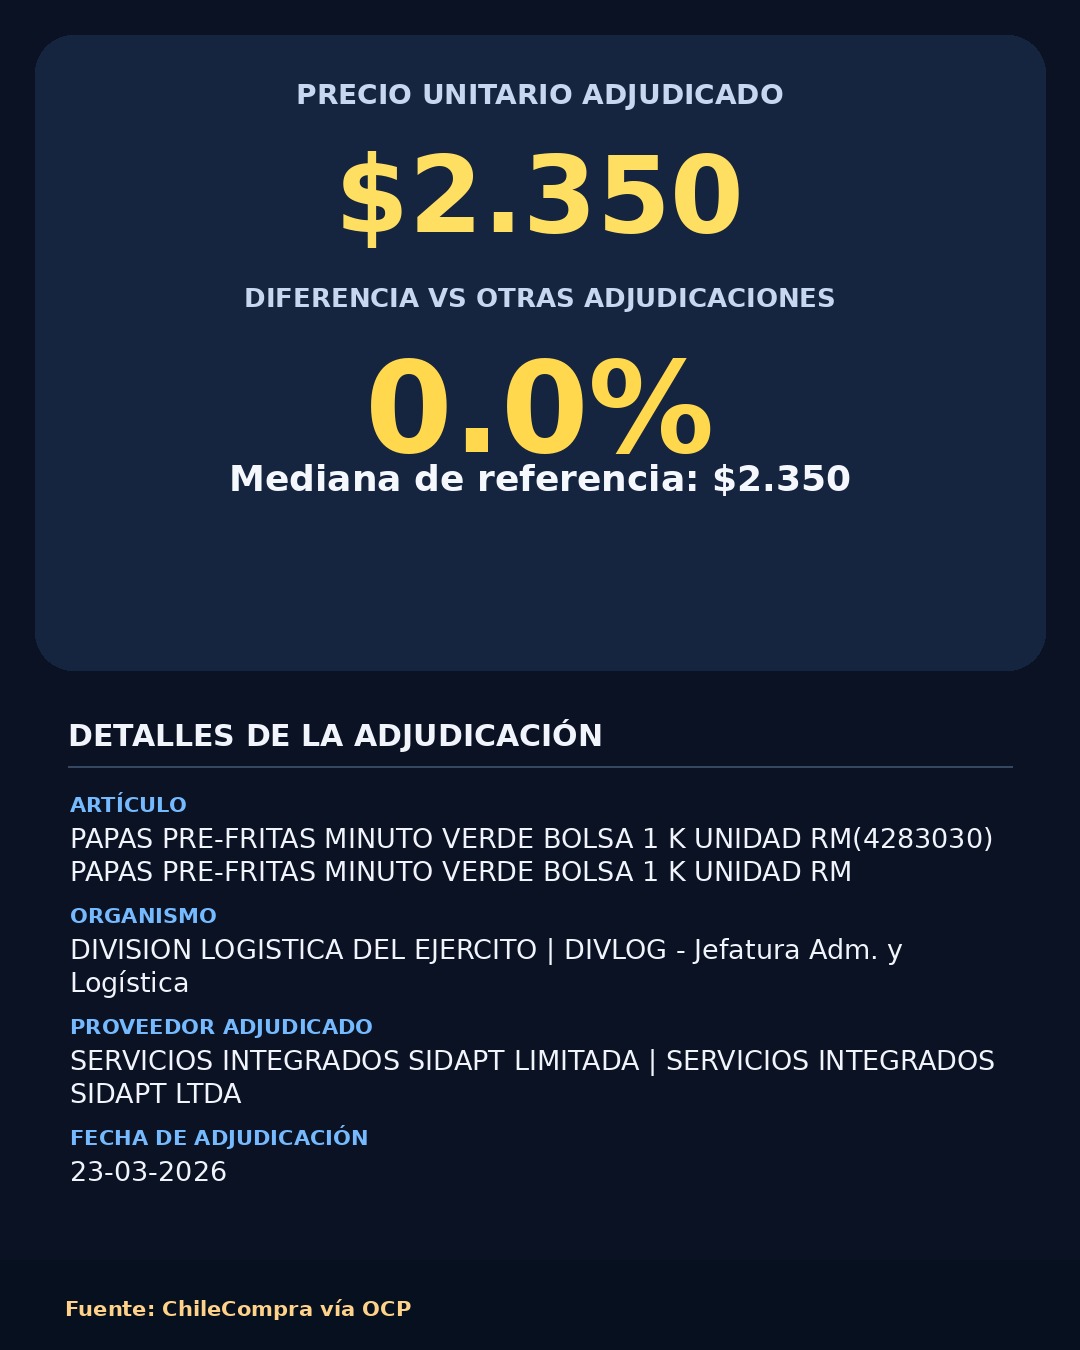 PRECIO UNITARIO ADJUDICADO
$2.350
DIFERENCIA VS OTRAS ADJUDICACIONES
0.0%
Mediana de referencia: $2.350
DETALLES DE LA ADJUDICACIÓN
ARTÍCULO
PAPAS PRE-FRITAS MINUTO VERDE BOLSA 1 K UNIDAD RM(4283030)
PAPAS PRE-FRITAS MINUTO VERDE BOLSA 1 K UNIDAD RM
ORGANISMO
DIVISION LOGISTICA DEL EJERCITO | DIVLOG - Jefatura Adm. y
Logística
PROVEEDOR ADJUDICADO
SERVICIOS INTEGRADOS SIDAPT LIMITADA | SERVICIOS INTEGRADOS
SIDAPT LTDA
FECHA DE ADJUDICACIÓN
23-03-2026
Fuente: ChileCompra vía OCP